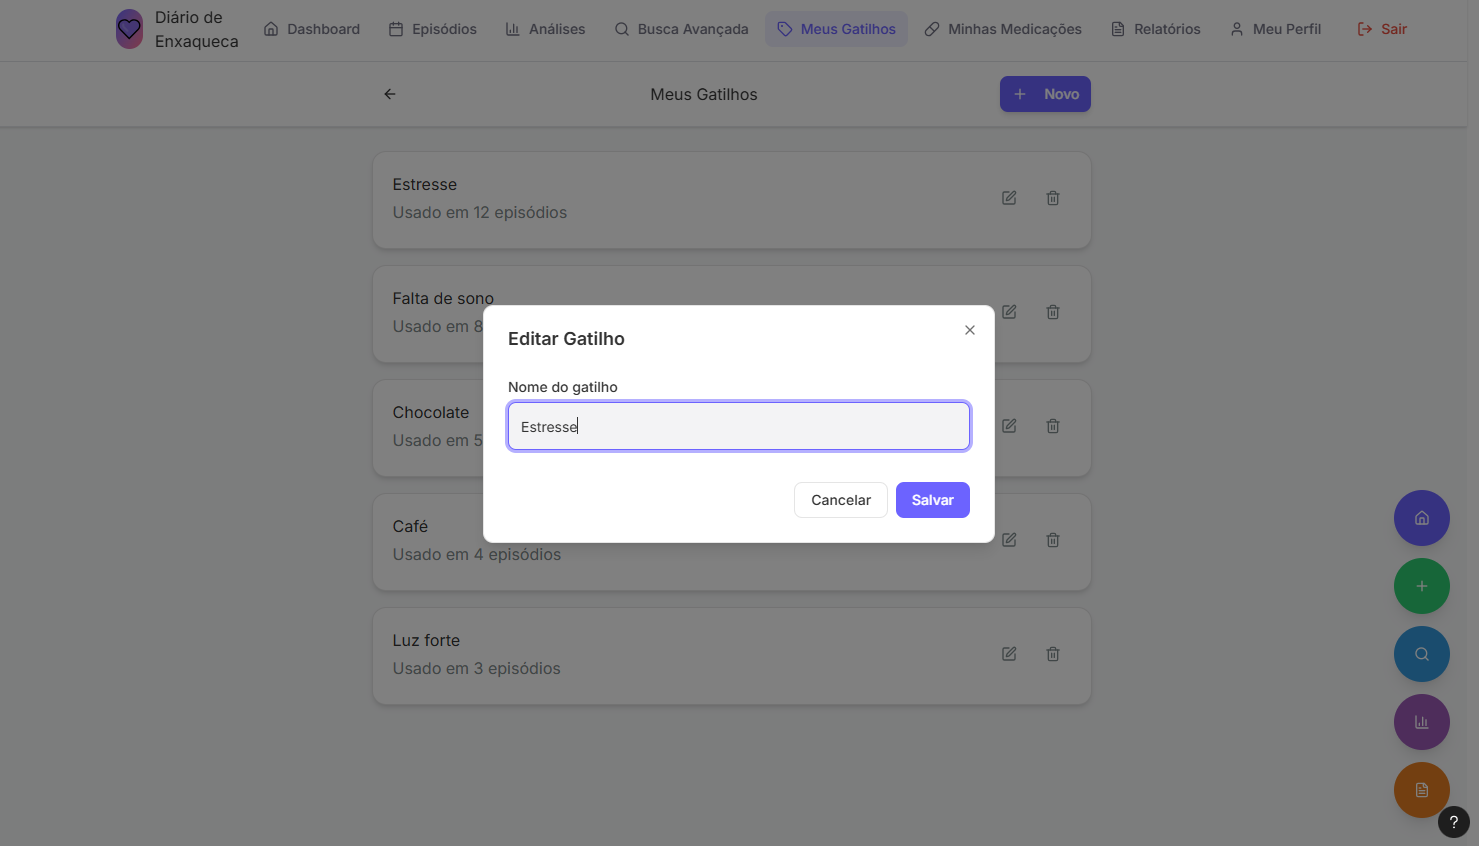 Diário de
Enxaqueca
Dashboard
Episódios
Análises
Busca Avançada
Meus Gatilhos
Minhas Medicações
Relatórios
Meu Perfil
Sair
Meus Gatilhos
+ Novo
Estresse
Usado em 12 episódios
Falta de sono
Usado em 8
Chocolate
Usado em 5
Café
Usado em 4 episódios
Luz forte
Usado em 3 episódios
Editar Gatilho
Nome do gatilho
Estresse
Cancelar
Salvar
?